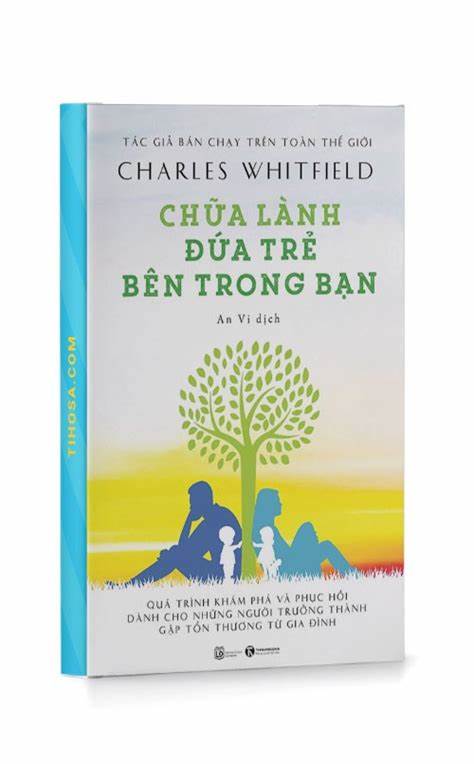 TÁC GIẢ BÁN CHẠY TRÊN TOÀN THẾ GIỚI
CHARLES WHITFIELD
CHỮA LÀNH
ĐỨA TRẺ
BÊN TRONG BẠN
An Vi dịch
TIHOSA.COM
QUÁ TRÌNH KHÁM PHÁ VÀ PHỤC HỒI
DÀNH CHO NHỮNG NGƯỜI TRƯỞNG THÀNH
GẶP TỔN THƯƠNG TỪ GIA ĐÌNH